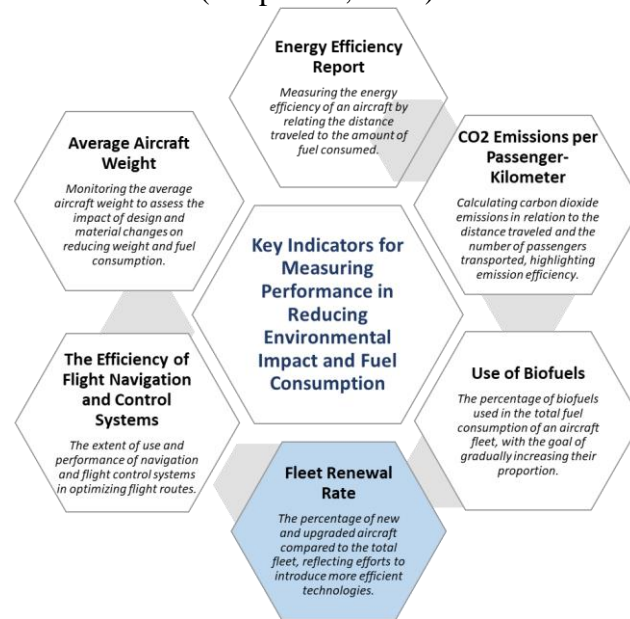 Energy Efficiency
Report
Measuring the energy
efficiency of an aircraft by
relating the distance
traveled to the amount of
fuel consumed.
CO2 Emissions per
Passenger-
Kilometer
Calculating carbon dioxide
emissions in relation to the
distance traveled and the
number of passengers
transported, highlighting
emission efficiency.
Use of Biofuels
The percentage of biofuels
used in the total fuel
consumption of an aircraft
fleet, with the goal of
gradually increasing their
proportion.
Fleet Renewal
Rate
The percentage of new
and upgraded aircraft
compared to the total
fleet, reflecting efforts to
introduce more efficient
technologies.
The Efficiency of
Flight Navigation
and Control
Systems
The extent of use and
performance of navigation
and flight control systems
in optimizing flight routes.
Average Aircraft
Weight
Monitoring the average
aircraft weight to assess the
impact of design and
material changes on
reducing weight and fuel
consumption.
Key Indicators for
Measuring
Performance in
Reducing
Environmental
Impact and Fuel
Consumption